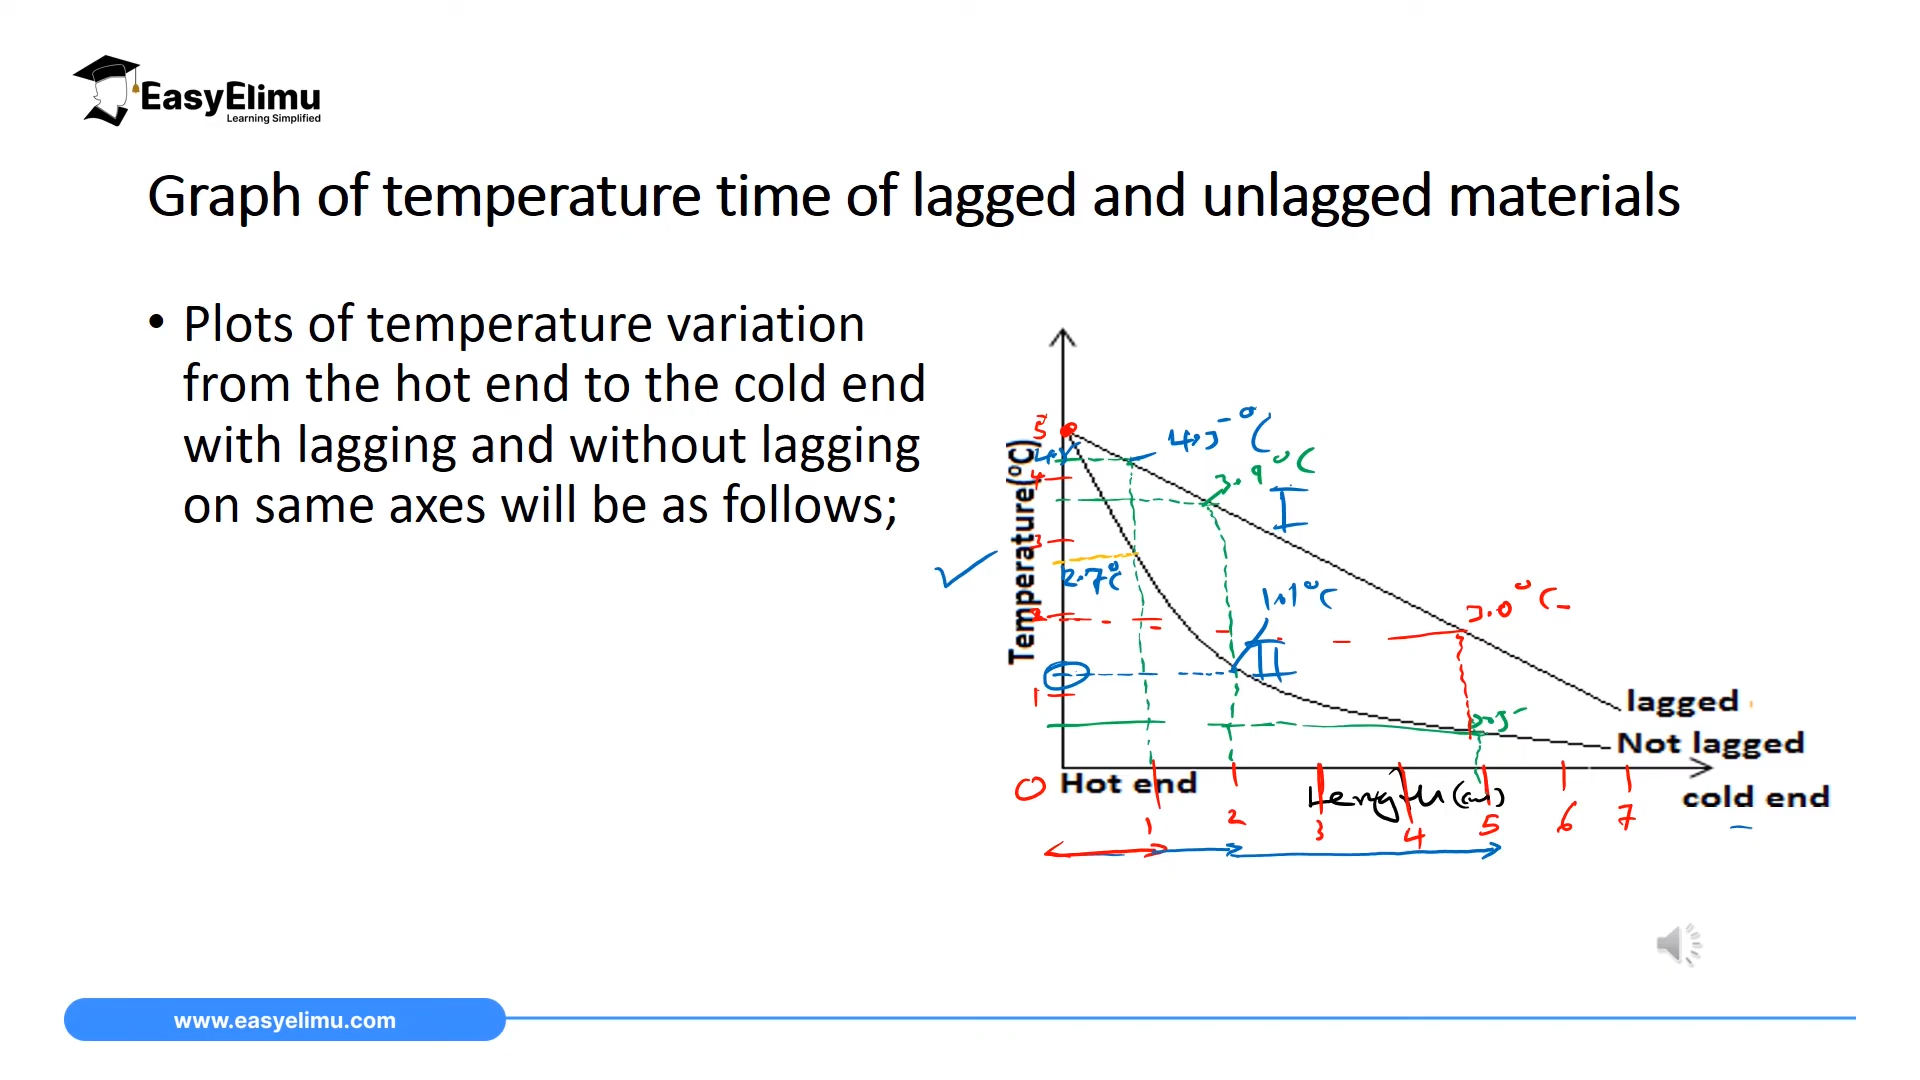 EasyElimu
Learning Simplified
Graph of temperature time of lagged and unlagged materials
• Plots of temperature variation
from the hot end to the cold end
with lagging and without lagging
on same axes will be as follows;
Temperature(⁰C)
5
4
3
2
1
0
4.5 °C
3.9 °C
I
2.7°C
1.1°C
II
3.0 °C
lagged
Not lagged
Hot end
Length (cm)
cold end
1
2
3
4
5
6
7
www.easyelimu.com